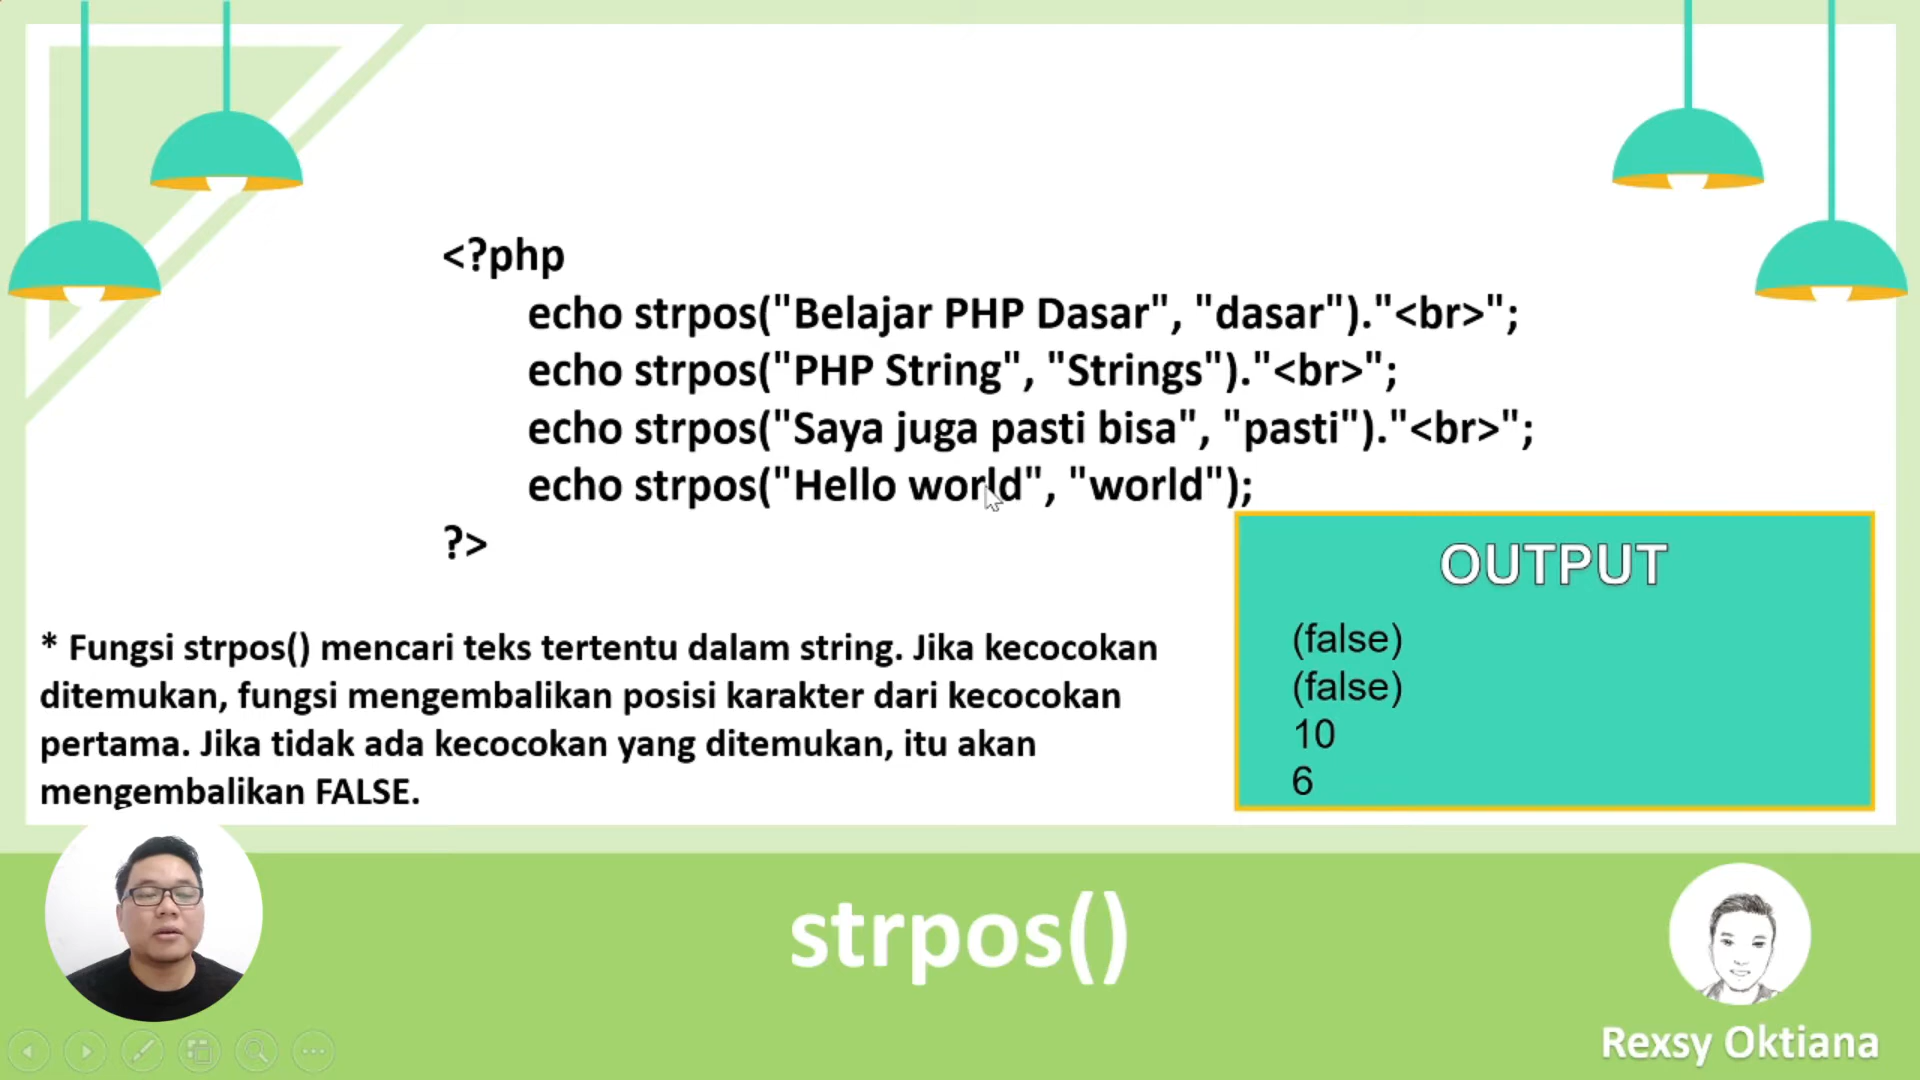 <?php
echo strpos("Belajar PHP Dasar", "dasar")."<br>";
echo strpos("PHP String", "Strings")."<br>";
echo strpos("Saya juga pasti bisa", "pasti")."<br>";
echo strpos("Hello world", "world");
?>
OUTPUT
(false)
(false)
10
6
* Fungsi strpos() mencari teks tertentu dalam string. Jika kecocokan
ditemukan, fungsi mengembalikan posisi karakter dari kecocokan
pertama. Jika tidak ada kecocokan yang ditemukan, itu akan
mengembalikan FALSE.
strpos()
Rexsy Oktiana